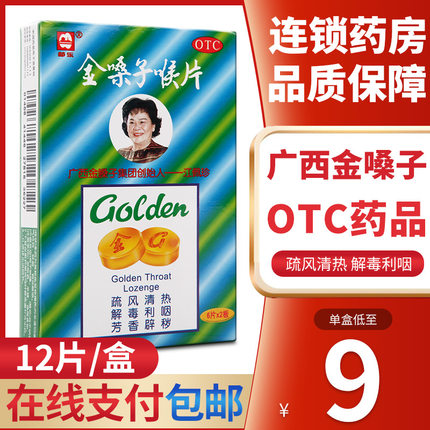 都乐
OTC
金嗓子喉片
广西金嗓子集团创始人——江佩珍
Golden
金 G
Golden Throat
Lozenge
疏风清热
解毒利咽
芳香辟秽
6片x2板
12片/盒
在线支付包邮
连锁药房
品质保障
广西金嗓子
OTC药品
疏风清热 解毒利咽
单盒低至
¥9